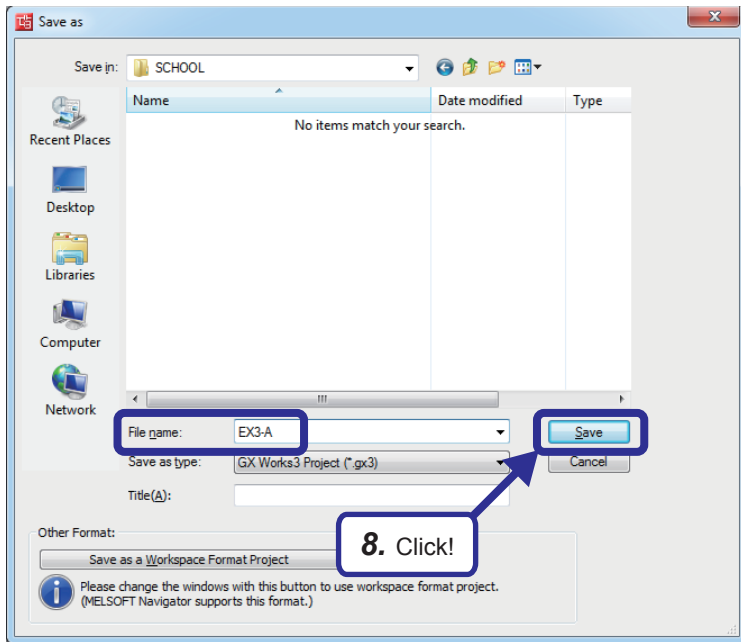 Save as
Save in: SCHOOL
Name Date modified Type
No items match your search.
Recent Places
Desktop
Libraries
Computer
Network
File name: EX3-A Save
Save as type: GX Works3 Project (*.gx3) Cancel
Title(A):
8. Click!
Other Format:
Save as a Workspace Format Project
Please change the windows with this button to use workspace format project.
(MELSOFT Navigator supports this format.)